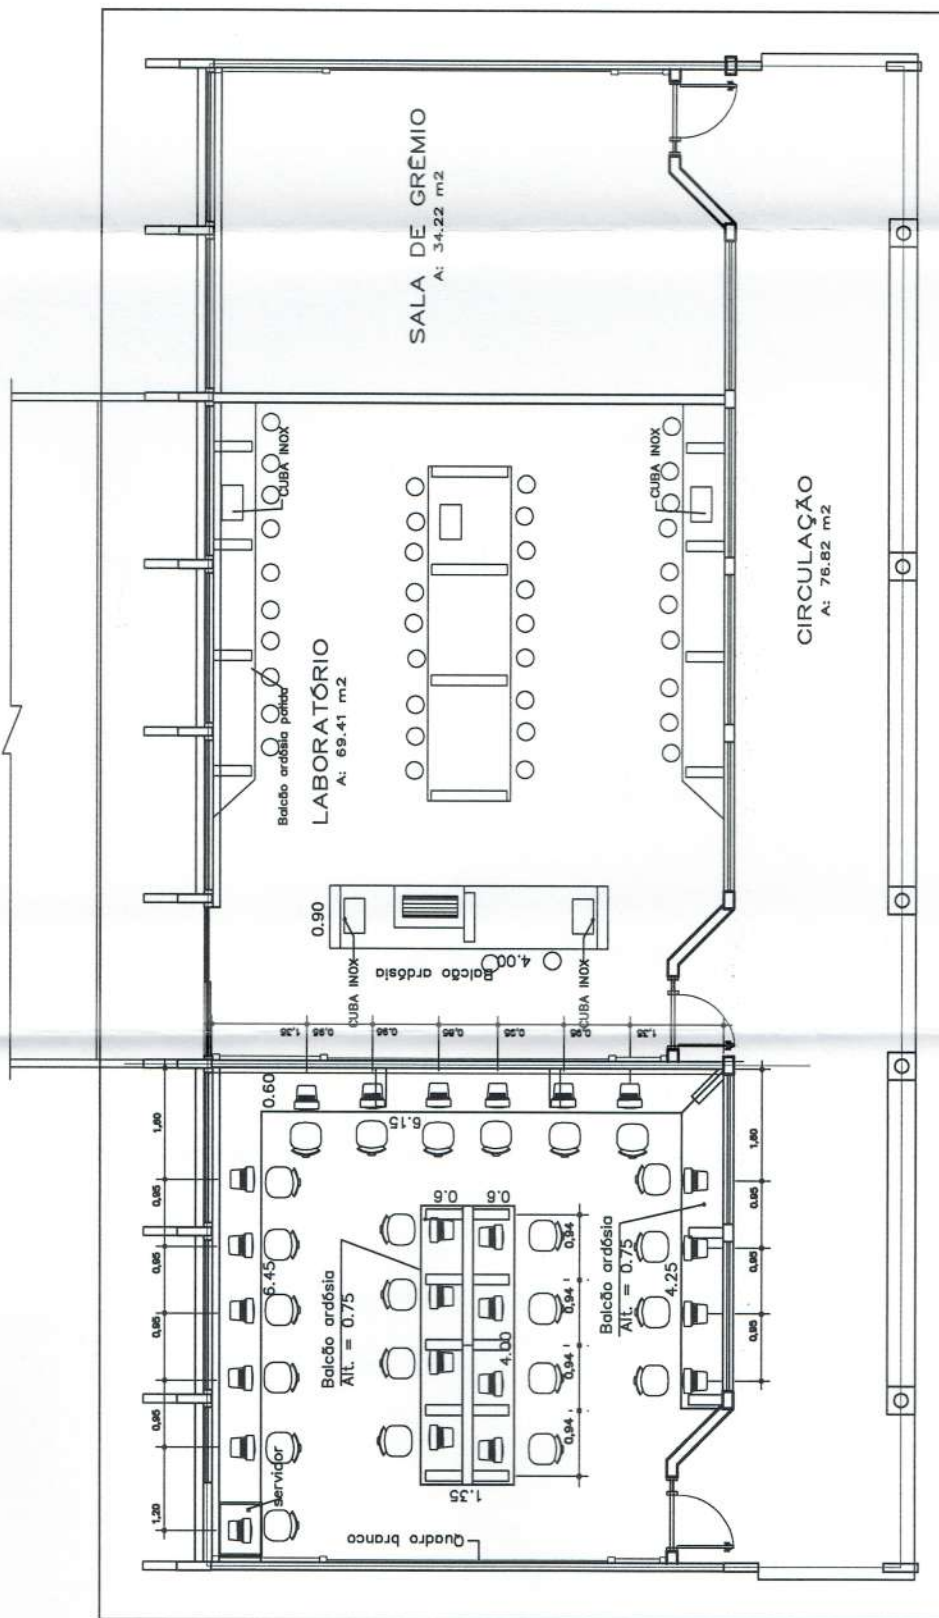 SALA DE GRÊMIO
A: 34.22 m2
CUBA INOX
CUBA INOX
CIRCULAÇÃO
A: 76.82 m2
LABORATÓRIO
A: 69.41 m2
Balcão ardósia polida
0.90
4.00
Balcão ardósia
CUBA INOX
CUBA INOX
1,35
0,95
0,95
0,95
0,95
1,35
0.60
6.15
1,60
0,95
0,95
0,95
0,95
1,20
6.45
servidor
Balcão ardósia
Alt. = 0.75
0.6
0.6
4.00
1.35
0,94
0,94
0,94
0,94
Balcão ardósia
Alt. = 0.75
4.25
1,60
0,95
0,95
0,95
Quadro branco